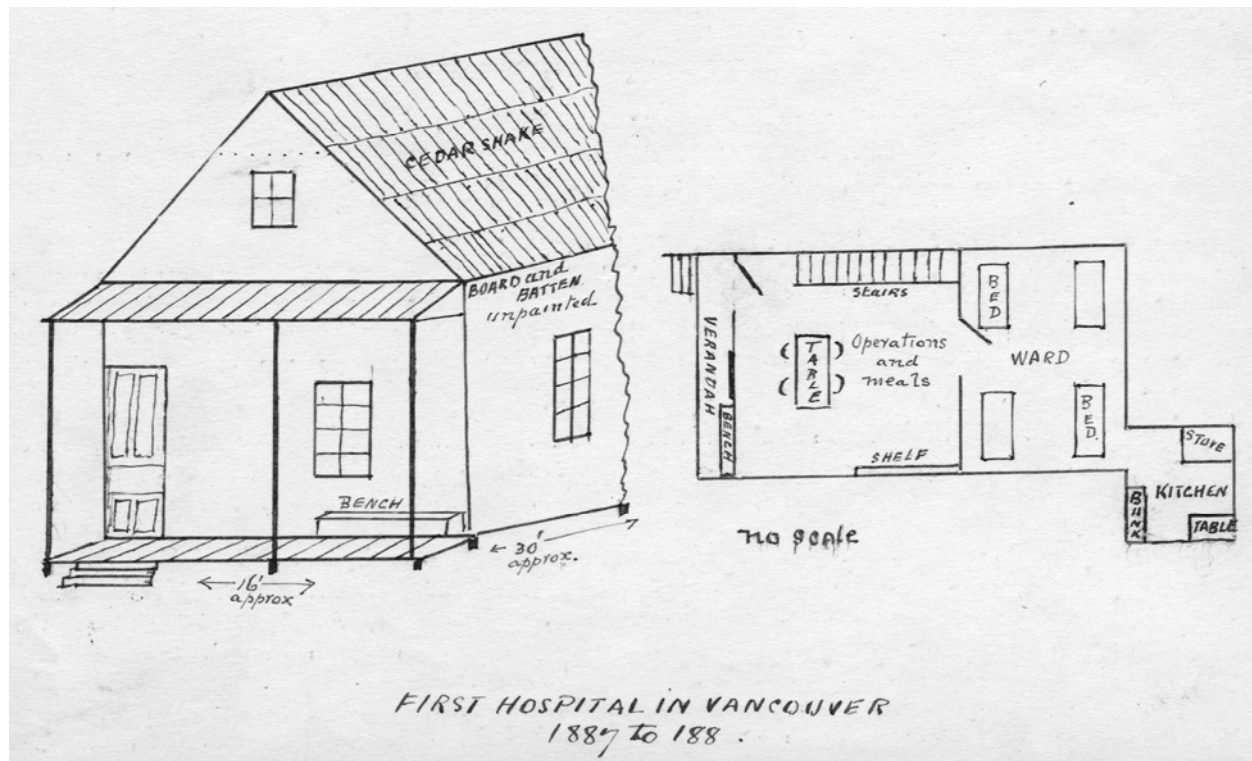 CEDAR SHAKE
BOARD and
BATTEN
unpainted
BENCH
30'
approx.
16'
approx
VERANDAH
BENCH
Stairs
TABLE
Operations
and
meals
SHELF
BED
WARD
BED.
STOVE
KITCHEN
BUNK
TABLE
no scale
FIRST HOSPITAL IN VANCOUVER
1887 to 188 .